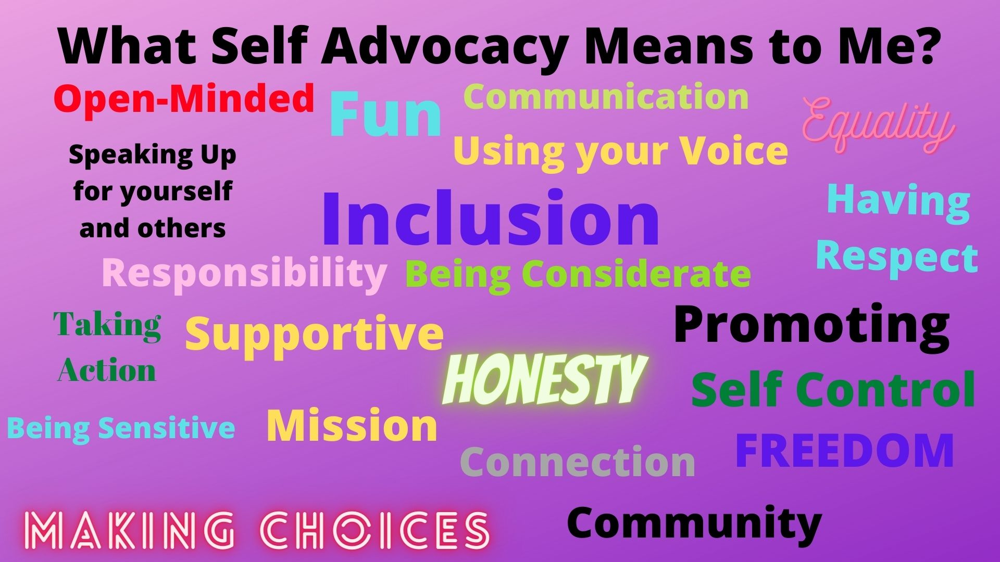 What Self Advocacy Means to Me?
Open-Minded
Fun
Communication
Equality
Using your Voice
Speaking Up
for yourself
and others
Inclusion
Having
Respect
Responsibility
Being Considerate
Taking
Action
Supportive
Promoting
HONESTY
Self Control
Being Sensitive
Mission
FREEDOM
Connection
MAKING CHOICES
Community